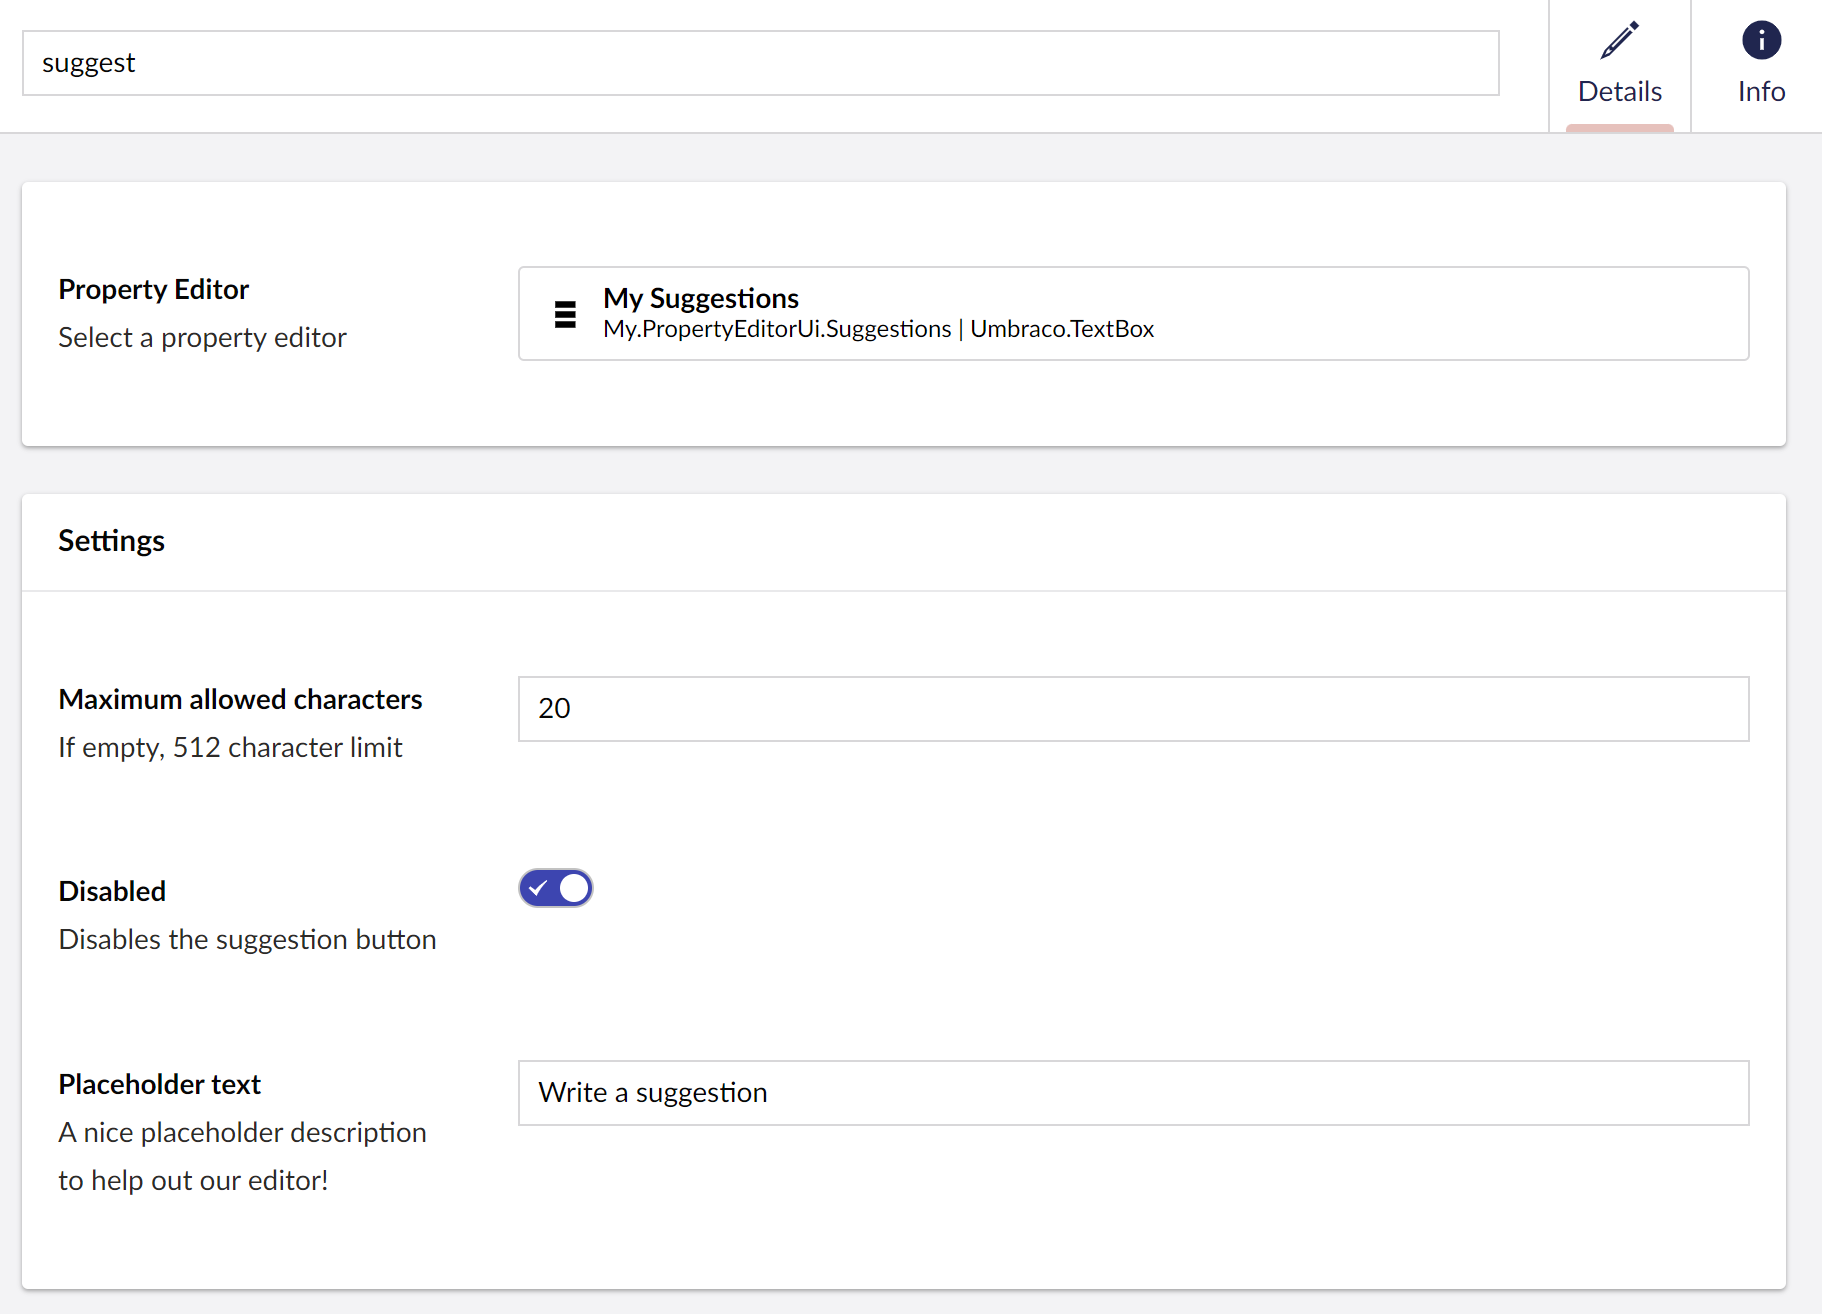 suggest
Details
Info
Property Editor
Select a property editor
My Suggestions
My.PropertyEditorUi.Suggestions | Umbraco.TextBox
Settings
Maximum allowed characters
If empty, 512 character limit
20
Disabled
Disables the suggestion button
Placeholder text
A nice placeholder description
to help out our editor!
Write a suggestion